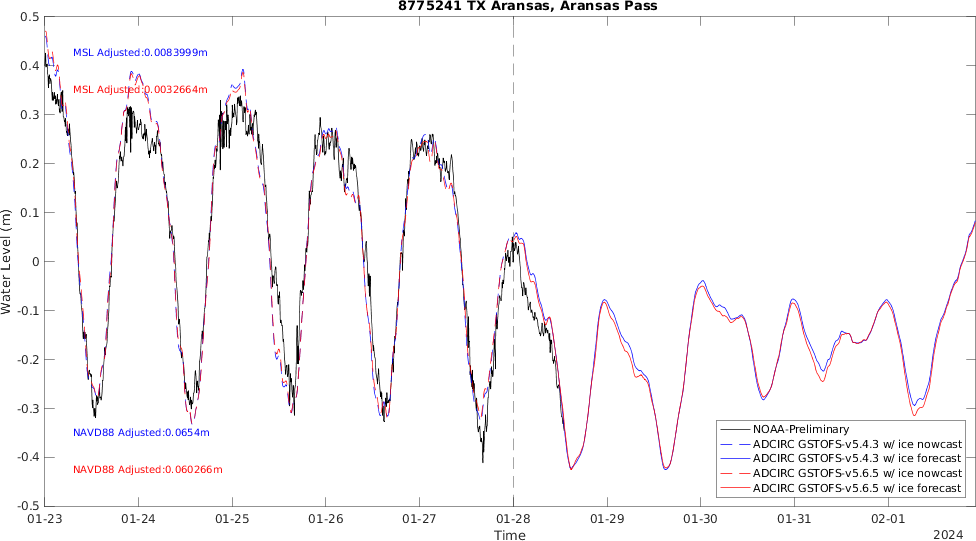 8775241 TX Aransas, Aransas Pass
0.5
0.4
0.3
0.2
0.1
0
-0.1
-0.2
-0.3
-0.4
-0.5
Water Level (m)
MSL Adjusted:0.0083999m
MSL Adjusted:0.0032664m
NAVD88 Adjusted:0.0654m
NAVD88 Adjusted:0.060266m
NOAA-Preliminary
ADCIRC GSTOFS-v5.4.3 w/ ice nowcast
ADCIRC GSTOFS-v5.4.3 w/ ice forecast
ADCIRC GSTOFS-v5.6.5 w/ ice nowcast
ADCIRC GSTOFS-v5.6.5 w/ ice forecast
01-23 01-24 01-25 01-26 01-27 01-28 01-29 01-30 01-31 02-01
Time
2024